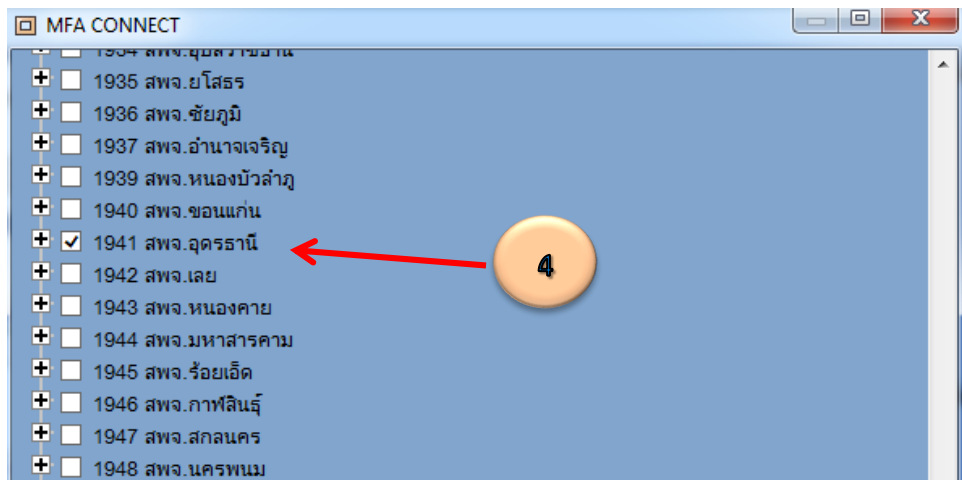 MFA CONNECT
1935 สพจ.ยโสธร
1936 สพจ.ชัยภูมิ
1937 สพจ.อำนาจเจริญ
1939 สพจ.หนองบัวลำภู
1940 สพจ.ขอนแก่น
1941 สพจ.อุดรธานี
4
1942 สพจ.เลย
1943 สพจ.หนองคาย
1944 สพจ.มหาสารคาม
1945 สพจ.ร้อยเอ็ด
1946 สพจ.กาฬสินธุ์
1947 สพจ.สกลนคร
1948 สพจ.นครพนม